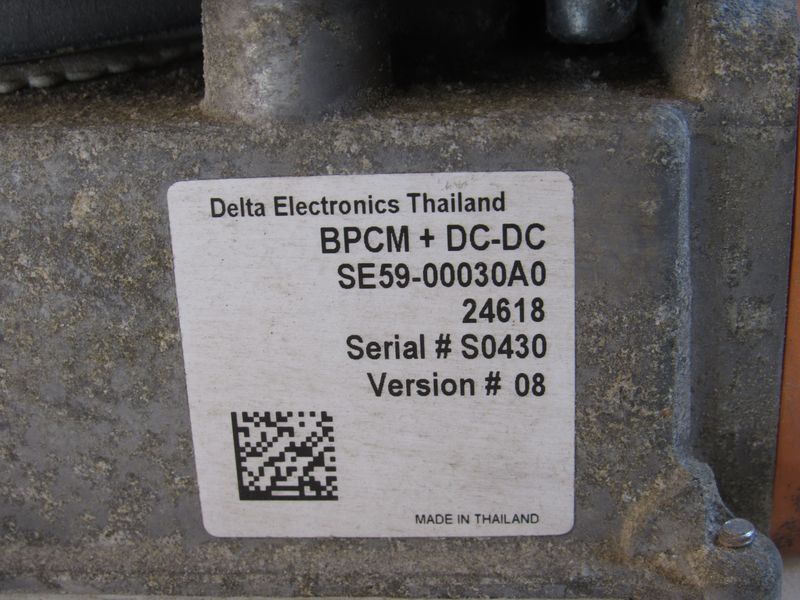 Delta Electronics Thailand
BPCM + DC-DC
SE59-00030A0
24618
Serial # S0430
Version # 08
MADE IN THAILAND